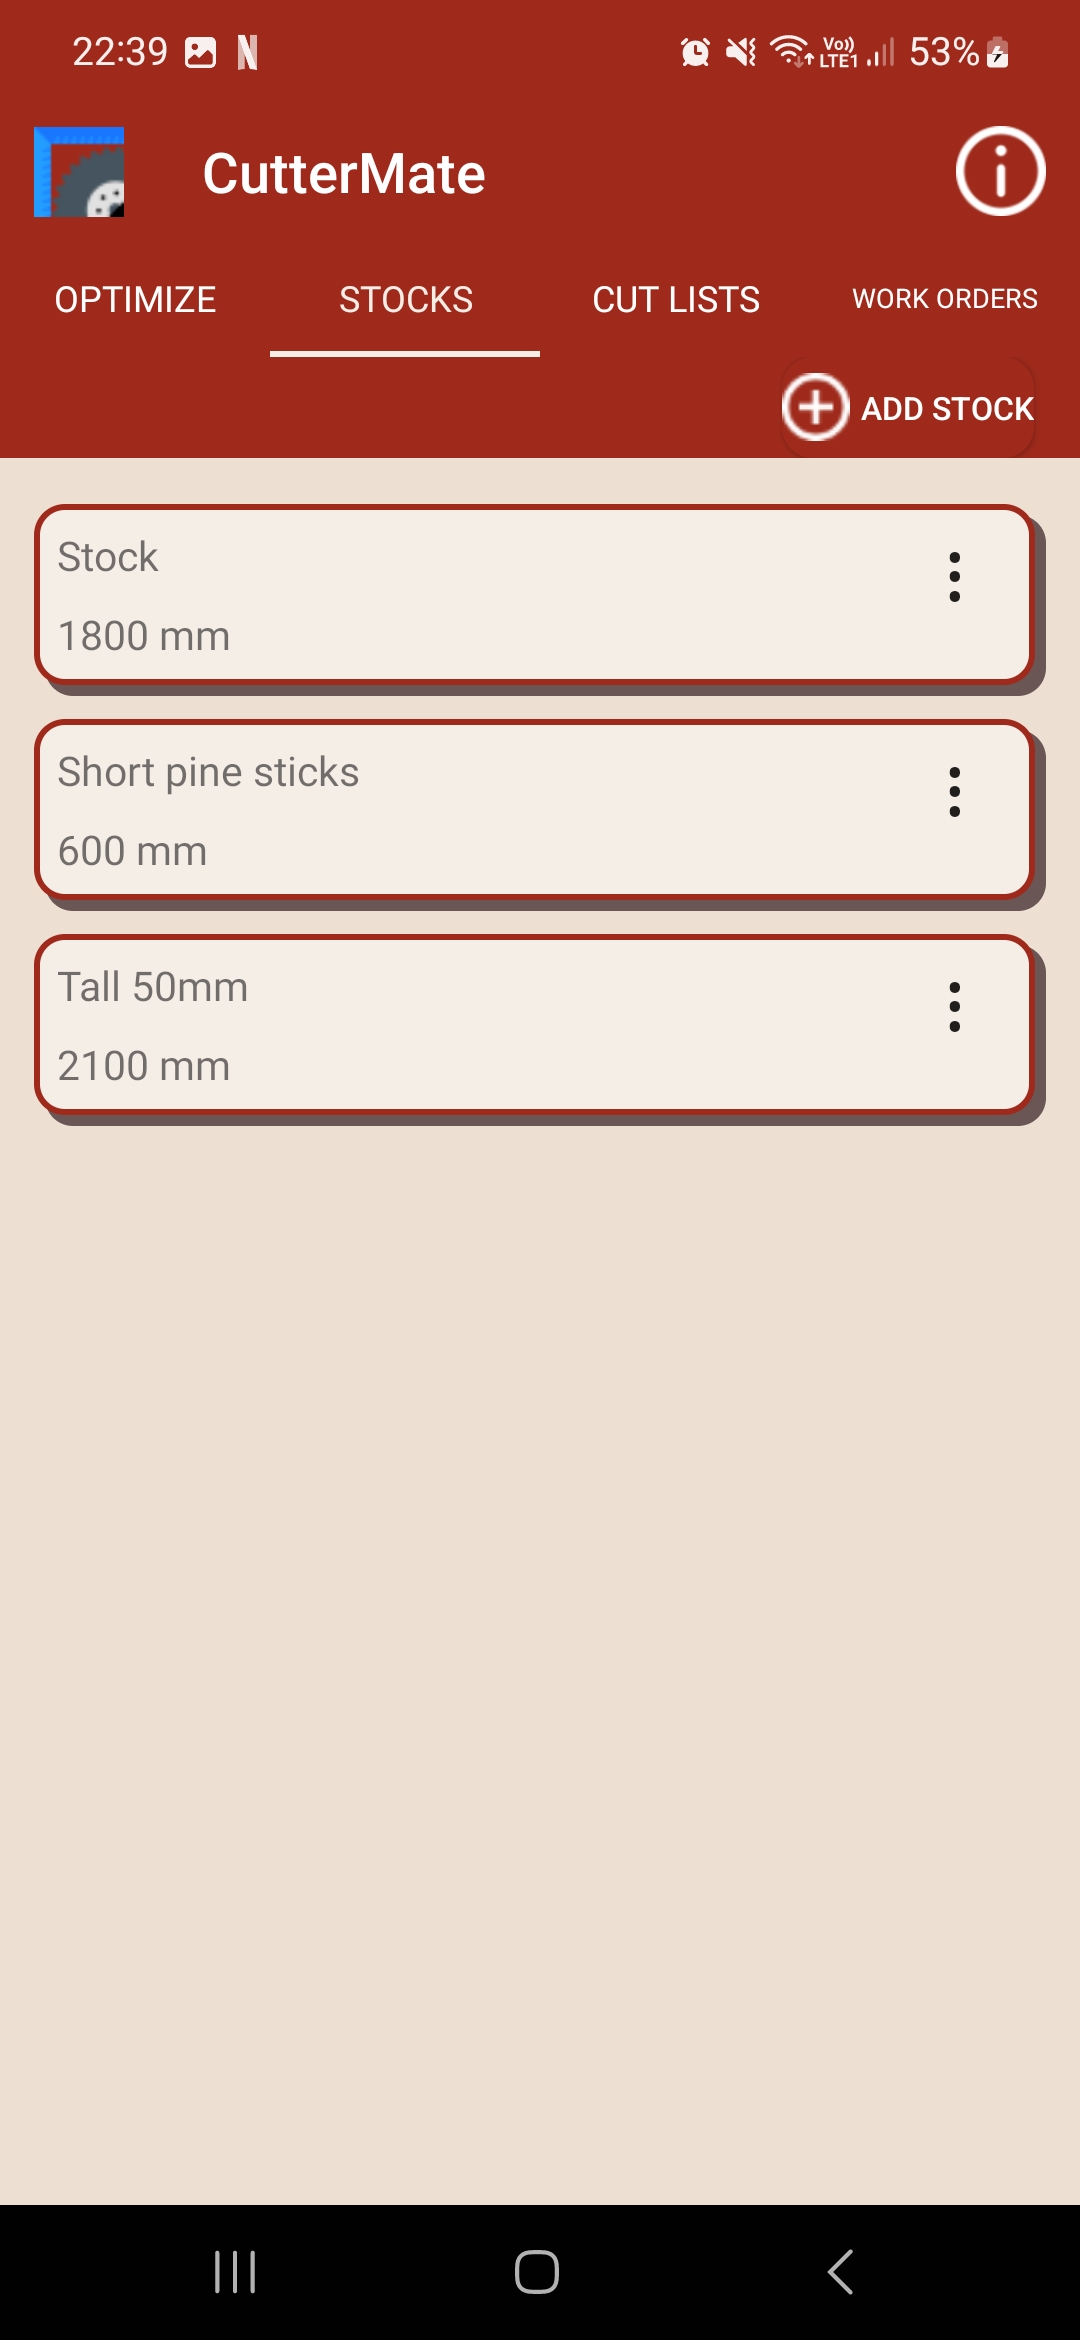 22:39 53%
Vo)) LTE1
CutterMate
OPTIMIZE STOCKS CUT LISTS WORK ORDERS
ADD STOCK
Stock
1800 mm
Short pine sticks
600 mm
Tall 50mm
2100 mm